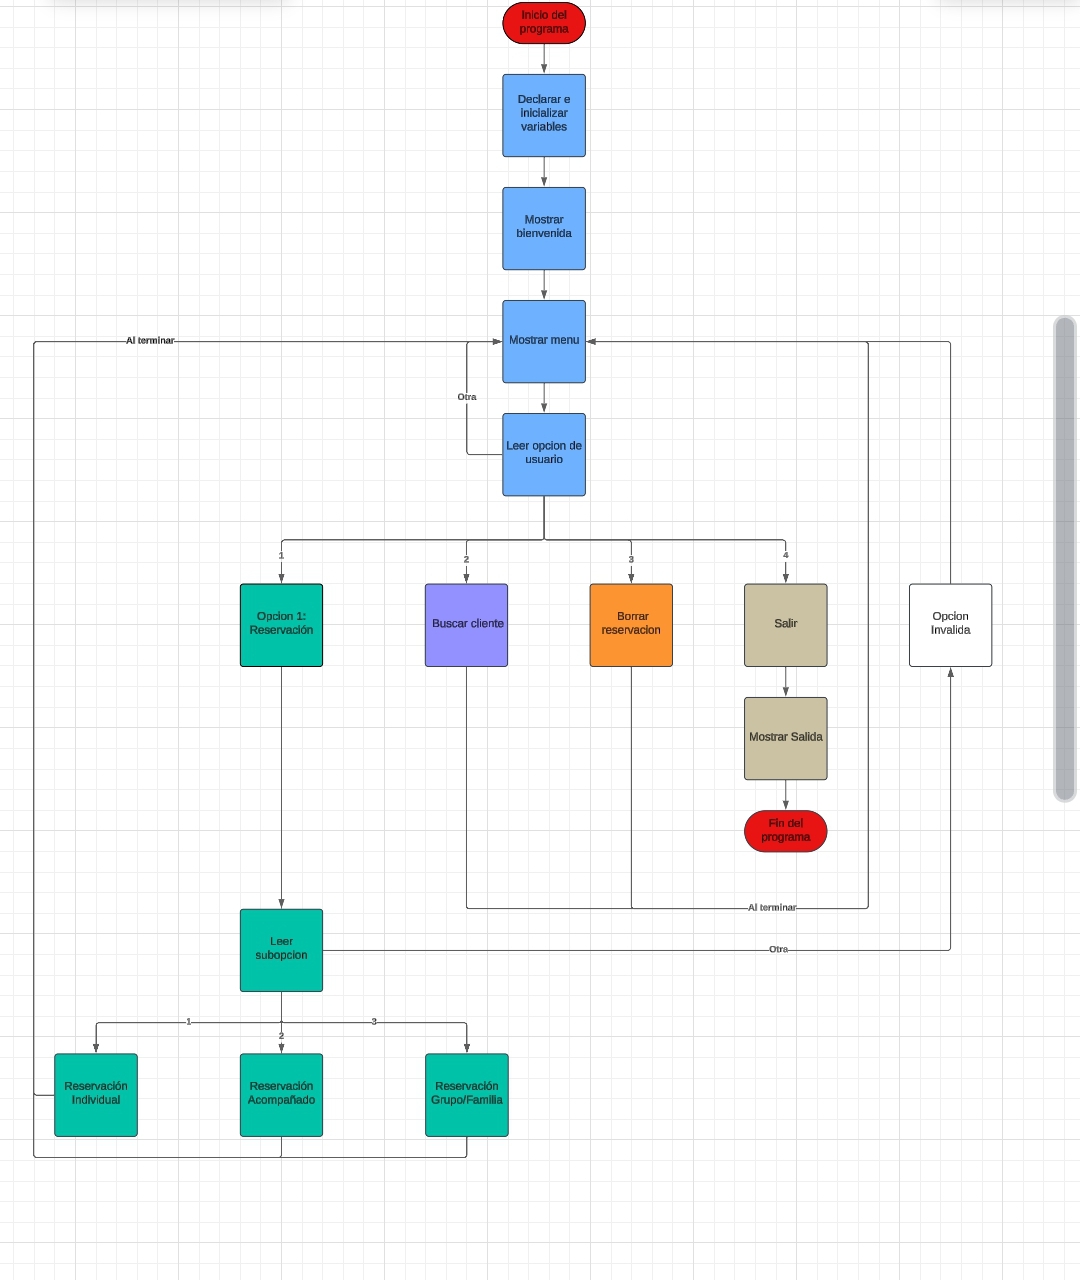 Inicio del
programa
Declarar e
inicializar
variables
Mostrar
bienvenida
Mostrar menu
Al terminar
Otra
Leer opcion de
usuario
1
2
3
4
Opcion 1:
Reservación
Buscar cliente
Borrar
reservacion
Salir
Opcion
Invalida
Mostrar Salida
Fin del
programa
Al terminar
Leer
subopcion
Otra
1
2
3
Reservación
Individual
Reservación
Acompañado
Reservación
Grupo/Familia